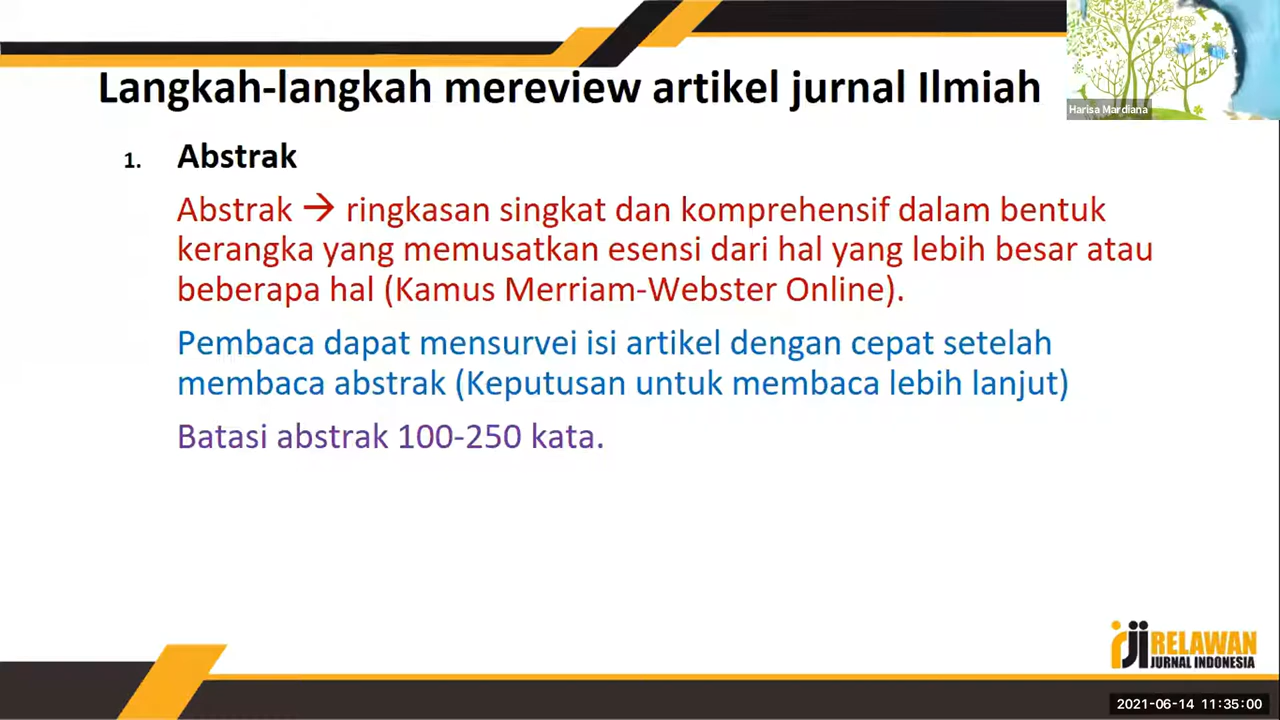 Langkah-langkah mereview artikel jurnal Ilmiah
Harisa Mardiana
1. Abstrak
Abstrak → ringkasan singkat dan komprehensif dalam bentuk
kerangka yang memusatkan esensi dari hal yang lebih besar atau
beberapa hal (Kamus Merriam-Webster Online).
Pembaca dapat mensurvei isi artikel dengan cepat setelah
membaca abstrak (Keputusan untuk membaca lebih lanjut)
Batasi abstrak 100-250 kata.
rji RELAWAN
JURNAL INDONESIA
2021-06-14 11:35:00